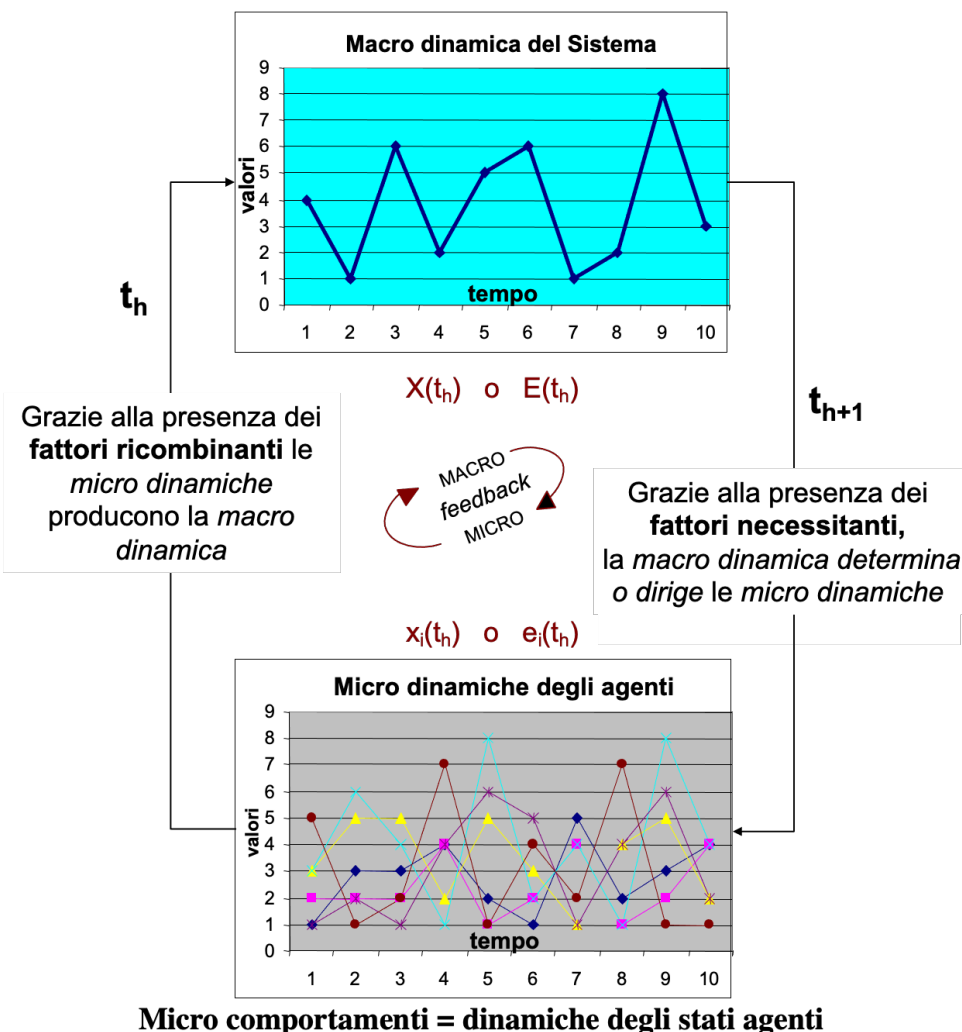 Macro dinamica del Sistema
9
8
7
6
5
4
3
2
1
0
valori
tempo
1 2 3 4 5 6 7 8 9 10
t_h
X(t_h) o E(t_h)
t_{h+1}
Grazie alla presenza dei
fattori ricombinanti le
micro dinamiche
producono la macro
dinamica
MACRO
feedback
MICRO
Grazie alla presenza dei
fattori necessitanti,
la macro dinamica determina
o dirige le micro dinamiche
x_i(t_h) o e_i(t_h)
Micro dinamiche degli agenti
9
8
7
6
5
4
3
2
1
0
valori
tempo
1 2 3 4 5 6 7 8 9 10
Micro comportamenti = dinamiche degli stati agenti